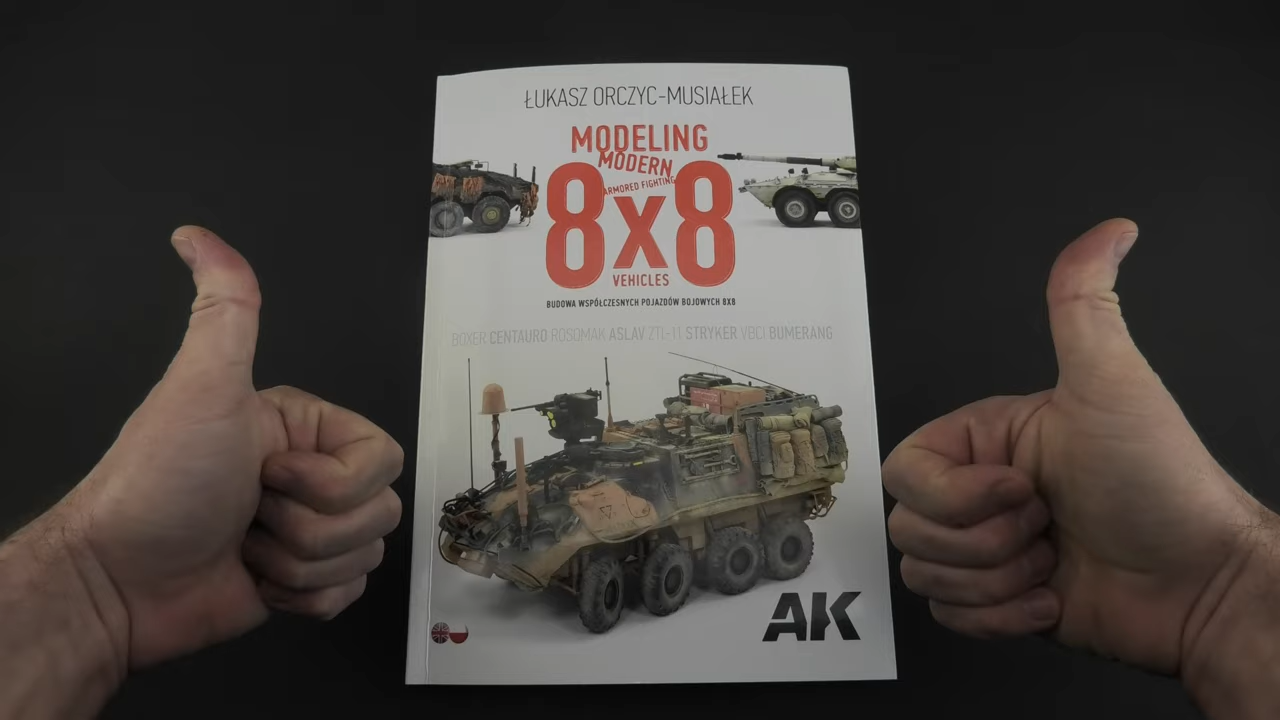 ŁUKASZ ORCZYC-MUSIAŁEK
MODELING
MODERN
ARMORED FIGHTING
8x8
VEHICLES
BUDOWA WSPÓŁCZESNYCH POJAZDÓW BOJOWYCH 8X8
BOXER CENTAURO ROSOMAK ASLAV ZTL-11 STRYKER VBCI BUMERANG
AK